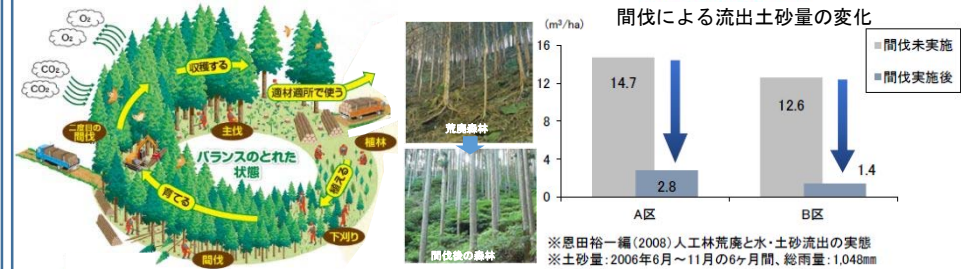 O₂
O₂
CO₂
CO₂
収穫する
適材適所で使う
二度目の
間伐
主伐
植林
バランスのとれた
状態
植える
育てる
下刈り
間伐
荒廃森林
間伐後の森林
間伐による流出土砂量の変化
(m³/ha)
16
12
8
4
0
14.7
2.8
12.6
1.4
A区
B区
間伐未実施
間伐実施後
※恩田裕一編(2008)人工林荒廃と水・土砂流出の実態
※土砂量:2006年6月~11月の6ヶ月間、総雨量:1,048mm